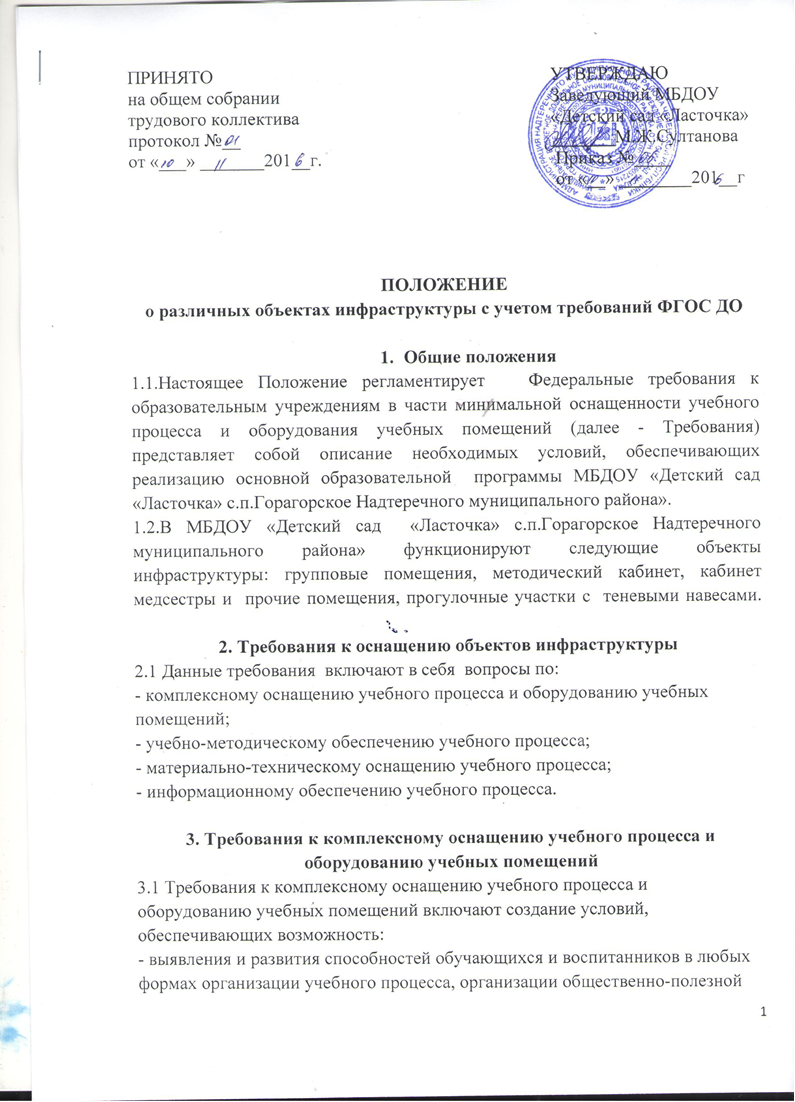 ПРИНЯТО
на общем собрании
трудового коллектива
протокол № 01
от «10» 11 2016г.
УТВЕРЖДАЮ
Заведующий МБДОУ
«Детский сад «Ласточка»
М.Ж.Султанова
Приказ №
от «11» 2016 г
ПОЛОЖЕНИЕ
о различных объектах инфраструктуры с учетом требований ФГОС ДО
1. Общие положения
1.1.Настоящее Положение регламентирует Федеральные требования к
образовательным учреждениям в части минимальной оснащенности учебного
процесса и оборудования учебных помещений (далее - Требования)
представляет собой описание необходимых условий, обеспечивающих
реализацию основной образовательной программы МБДОУ «Детский сад
«Ласточка» с.п.Горагорское Надтеречного муниципального района».
1.2.В МБДОУ «Детский сад «Ласточка» с.п.Горагорское Надтеречного
муниципального района» функционируют следующие объекты
инфраструктуры: групповые помещения, методический кабинет, кабинет
медсестры и прочие помещения, прогулочные участки с теневыми навесами.
2. Требования к оснащению объектов инфраструктуры
2.1 Данные требования включают в себя вопросы по:
- комплексному оснащению учебного процесса и оборудованию учебных
помещений;
- учебно-методическому обеспечению учебного процесса;
- материально-техническому оснащению учебного процесса;
- информационному обеспечению учебного процесса.
3. Требования к комплексному оснащению учебного процесса и
оборудованию учебных помещений
3.1 Требования к комплексному оснащению учебного процесса и
оборудованию учебных помещений включают создание условий,
обеспечивающих возможность:
- выявления и развития способностей обучающихся и воспитанников в любых
формах организации учебного процесса, организации общественно-полезной
1